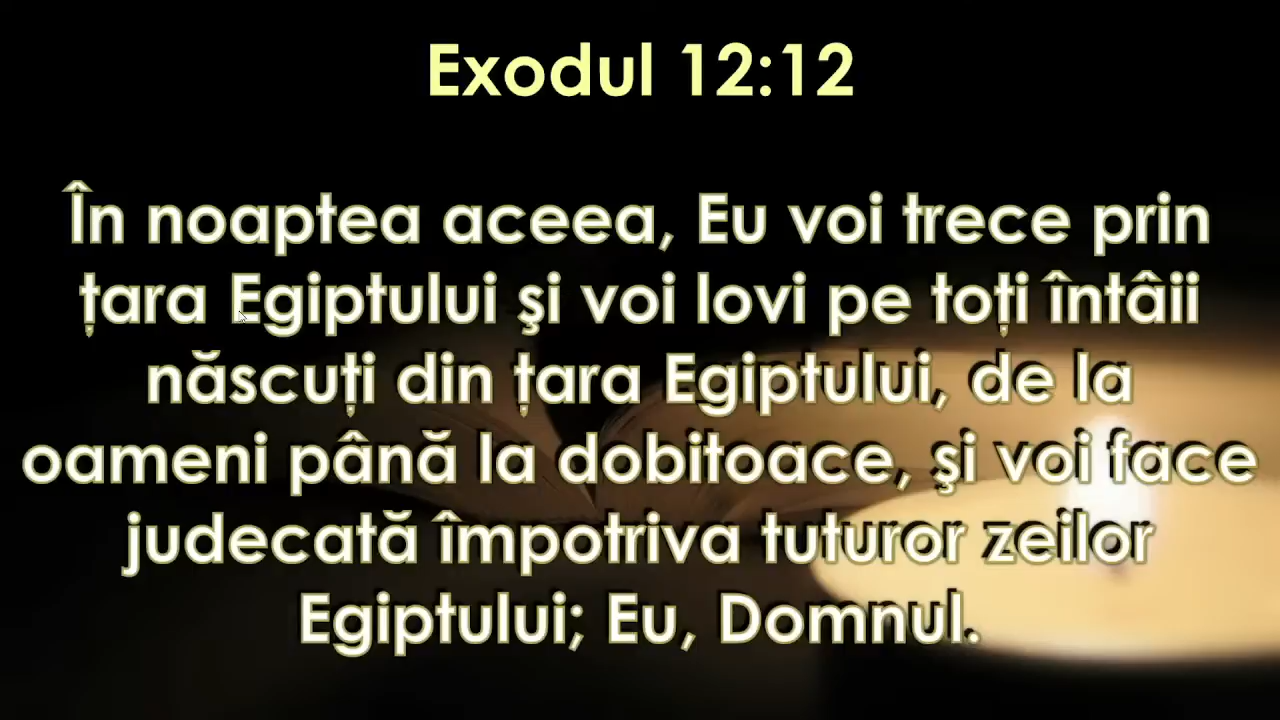 Exodul 12:12
În noaptea aceea, Eu voi trece prin
țara Egiptului şi voi lovi pe toți întâii
născuți din țara Egiptului, de la
oameni până la dobitoace, şi voi face
judecată împotriva tuturor zeilor
Egiptului; Eu, Domnul.